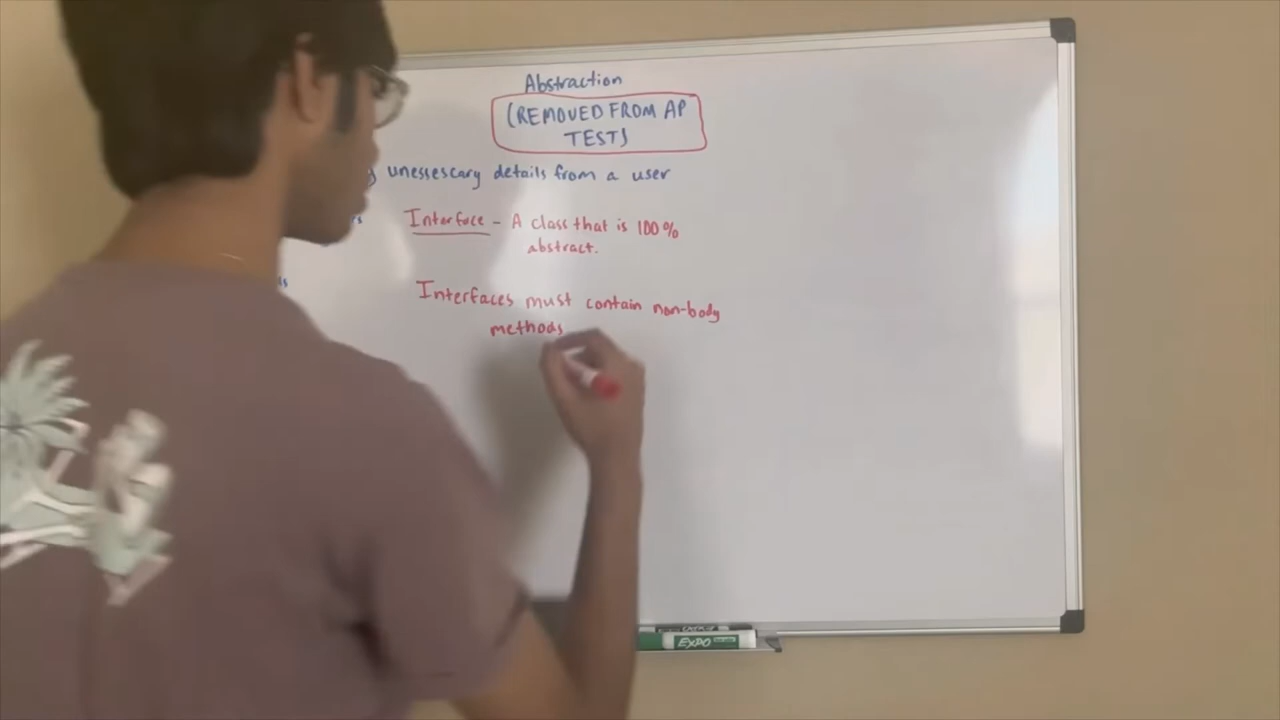 Abstraction
(REMOVED FROM AP
TEST)
unessescary details from a user
Interface - A class that is 100%
abstract.
Interfaces must contain non-body
methods
EXPO